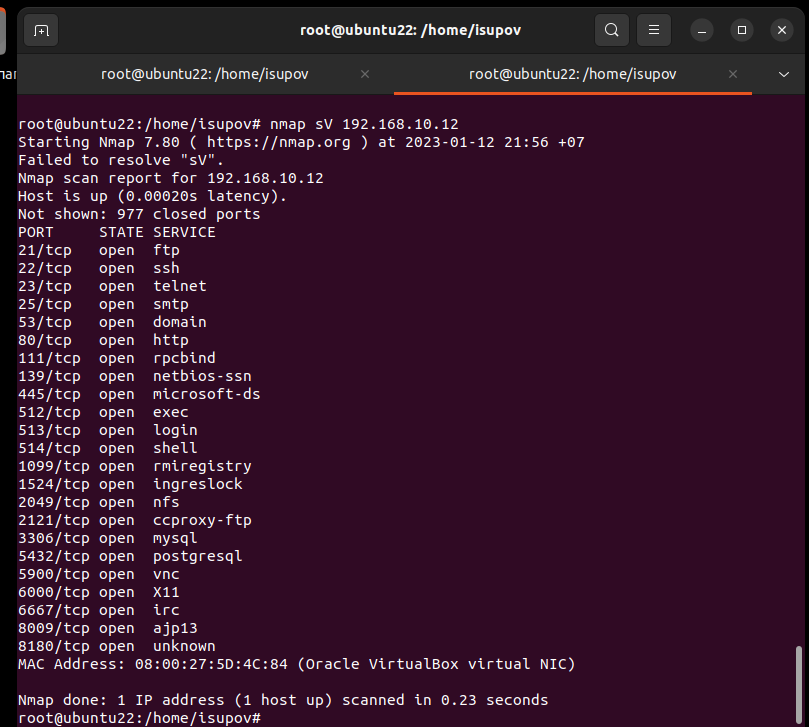 root@ubuntu22: /home/isupov
root@ubuntu22: /home/isupov
root@ubuntu22: /home/isupov
root@ubuntu22:/home/isupov# nmap sV 192.168.10.12
Starting Nmap 7.80 ( https://nmap.org ) at 2023-01-12 21:56 +07
Failed to resolve "sV".
Nmap scan report for 192.168.10.12
Host is up (0.00020s latency).
Not shown: 977 closed ports
PORT     STATE SERVICE
21/tcp   open  ftp
22/tcp   open  ssh
23/tcp   open  telnet
25/tcp   open  smtp
53/tcp   open  domain
80/tcp   open  http
111/tcp  open  rpcbind
139/tcp  open  netbios-ssn
445/tcp  open  microsoft-ds
512/tcp  open  exec
513/tcp  open  login
514/tcp  open  shell
1099/tcp open  rmiregistry
1524/tcp open  ingreslock
2049/tcp open  nfs
2121/tcp open  ccproxy-ftp
3306/tcp open  mysql
5432/tcp open  postgresql
5900/tcp open  vnc
6000/tcp open  X11
6667/tcp open  irc
8009/tcp open  ajp13
8180/tcp open  unknown
MAC Address: 08:00:27:5D:4C:84 (Oracle VirtualBox virtual NIC)
Nmap done: 1 IP address (1 host up) scanned in 0.23 seconds
root@ubuntu22:/home/isupov#